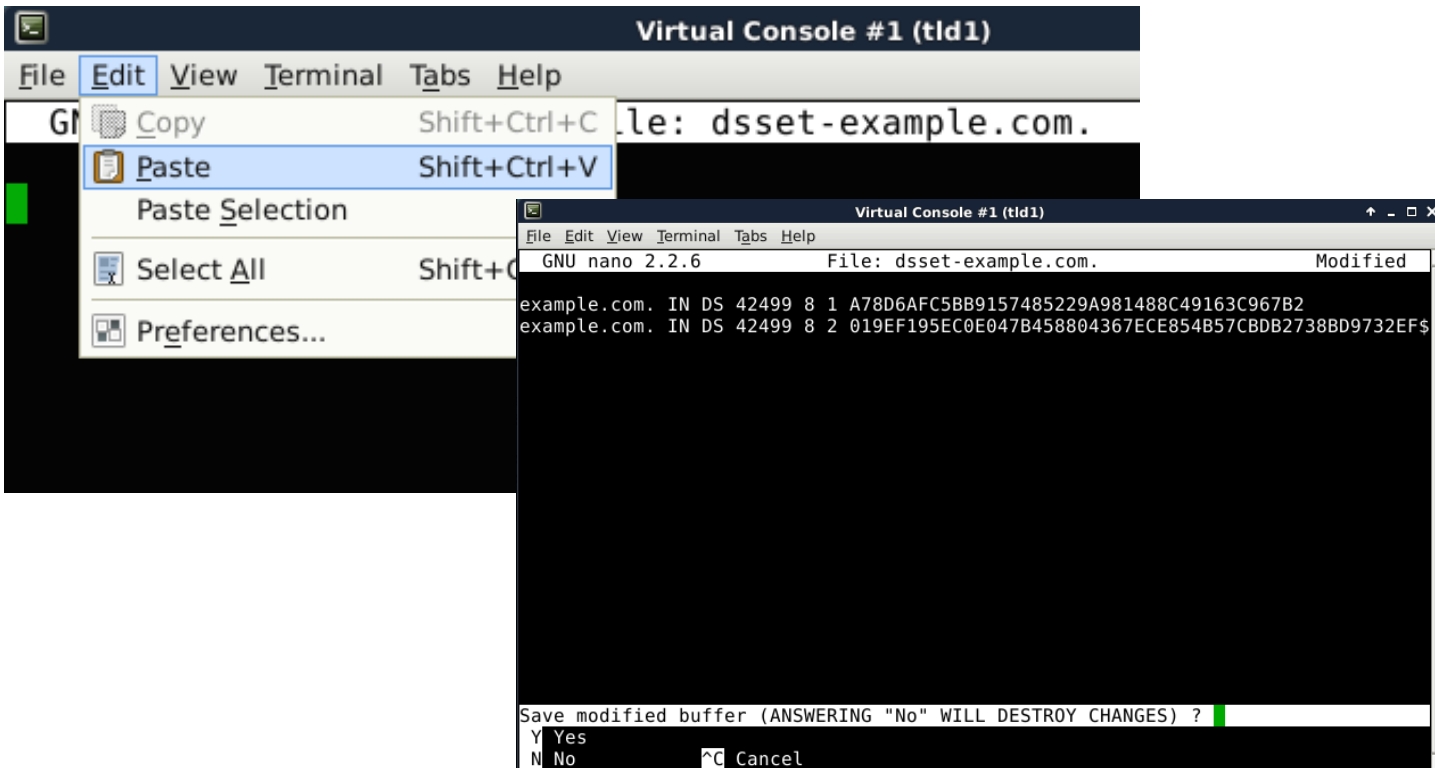 Virtual Console #1 (tld1)
File Edit View Terminal Tabs Help
GN le: dsset-example.com.
Copy Shift+Ctrl+C
Paste Shift+Ctrl+V
Paste Selection
Select All Shift+C
Preferences...
Virtual Console #1 (tld1)
File Edit View Terminal Tabs Help
GNU nano 2.2.6 File: dsset-example.com. Modified
example.com. IN DS 42499 8 1 A78D6AFC5BB9157485229A981488C49163C967B2
example.com. IN DS 42499 8 2 019EF195EC0E047B458804367ECE854B57CBDB2738BD9732EF$
Save modified buffer (ANSWERING "No" WILL DESTROY CHANGES) ?
Y Yes
N No ^C Cancel